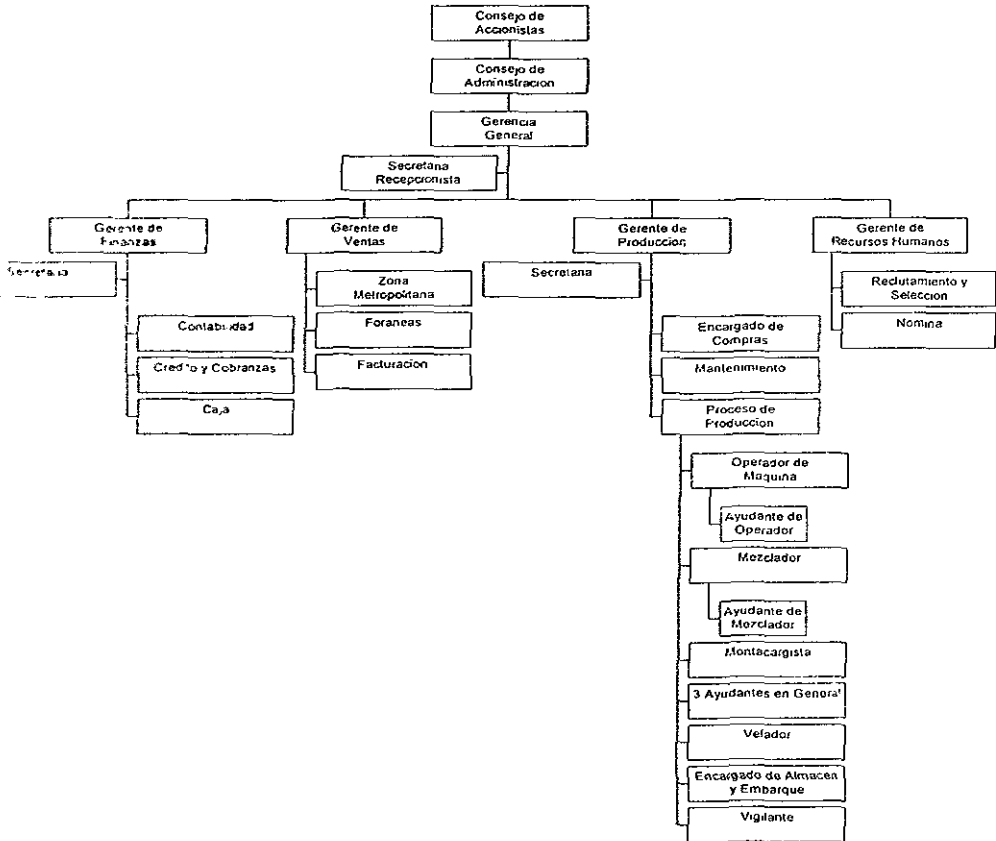 Consejo de
Accionistas
Consejo de
Administracion
Gerencia
General
Secretaria
Recepcionista
Gerente de
Finanzas
Gerente de
Ventas
Gerente de
Produccion
Gerente de
Recursos Humanos
Secretaria
Zona
Metropolitana
Secretaria
Reclutamiento y
Seleccion
Contabilidad
Foraneas
Encargado de
Compras
Nomina
Credito y Cobranzas
Facturacion
Mantenimiento
Caja
Proceso de
Produccion
Operador de
Maquina
Ayudante de
Operador
Mezclador
Ayudante de
Mezclador
Montacargista
3 Ayudantes en General
Velador
Encargado de Almacen
y Embarque
Vigilante